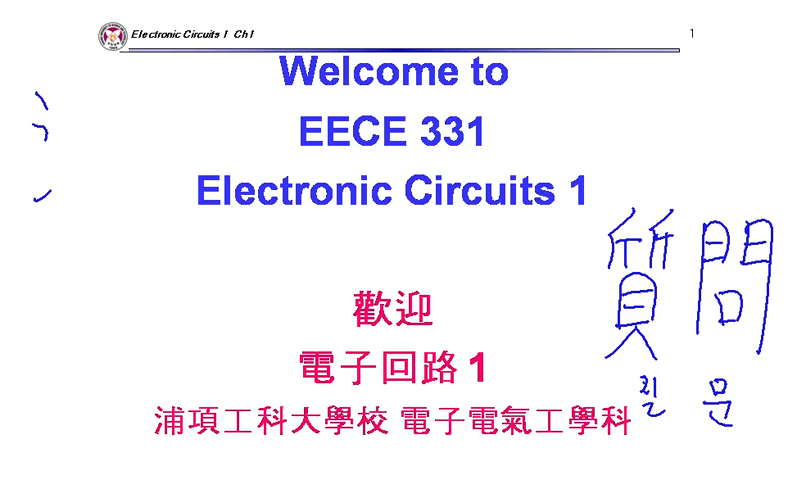 Electronic Circuits 1 Ch1
1
Welcome to
EECE 331
Electronic Circuits 1
質問
질문
歡迎
電子回路 1
浦項工科大學校 電子電氣工學科